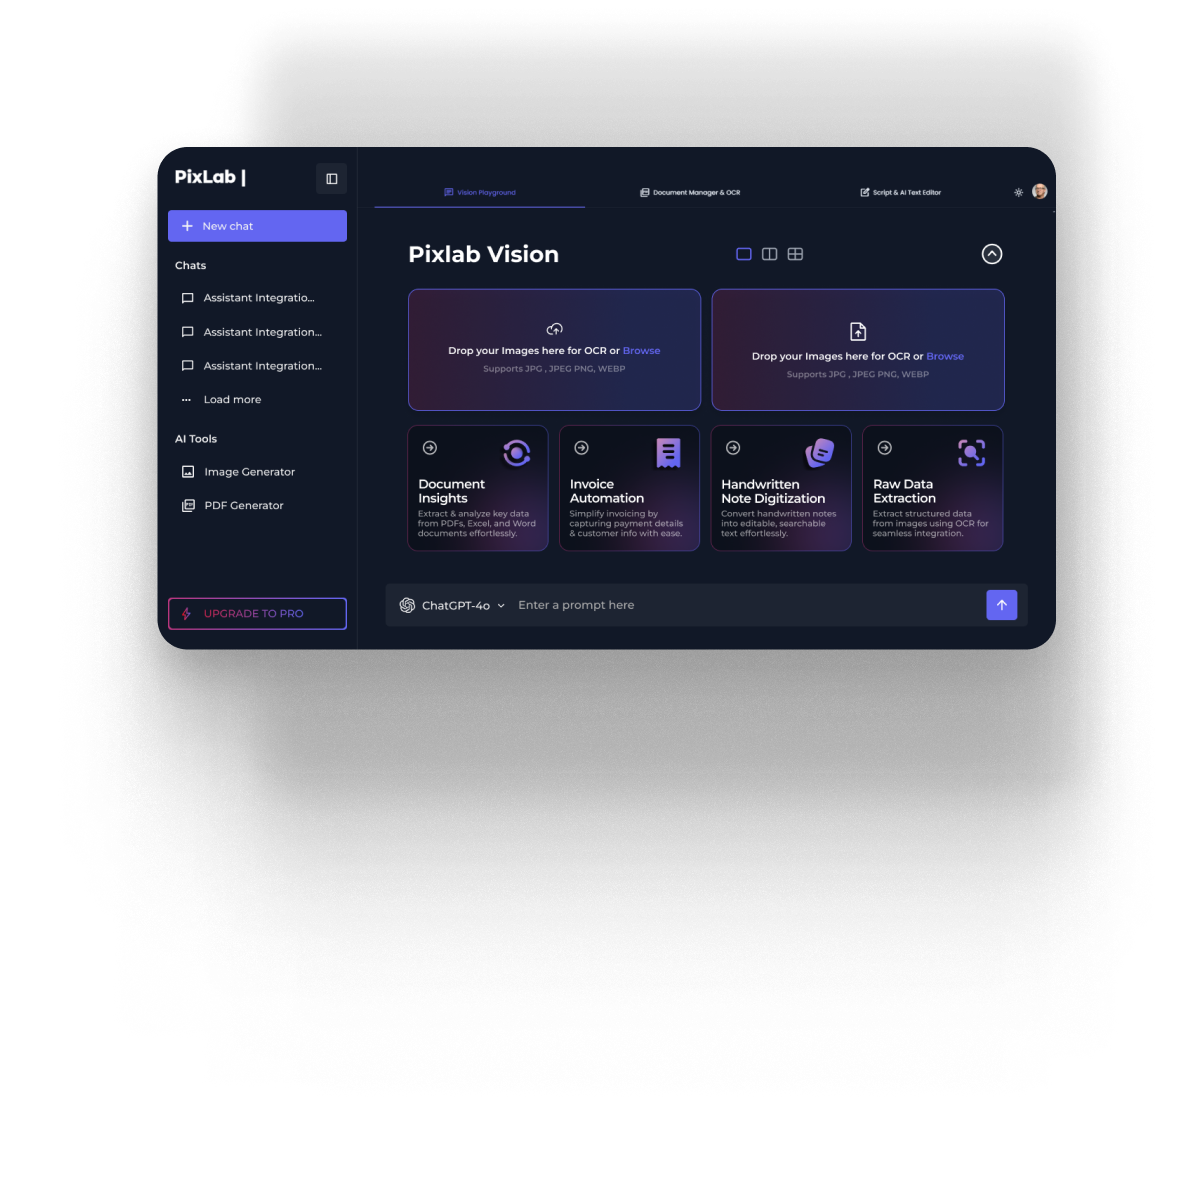 PixLab |
New chat
Chats
Assistant Integratio...
Assistant Integration...
Assistant Integration...
Load more
AI Tools
Image Generator
PDF Generator
UPGRADE TO PRO
Vision Playground
Document Manager & OCR
Script & AI Text Editor
Pixlab Vision
Drop your Images here for OCR or Browse
Supports JPG , JPEG PNG, WEBP
Drop your Images here for OCR or Browse
Supports JPG , JPEG PNG, WEBP
Document
Insights
Extract & analyze key data
from PDFs, Excel, and Word
documents effortlessly.
Invoice
Automation
Simplify invoicing by
capturing payment details
& customer info with ease.
Handwritten
Note Digitization
Convert handwritten notes
into editable, searchable
text effortlessly.
Raw Data
Extraction
Extract structured data
from images using OCR for
seamless integration.
ChatGPT-4o
Enter a prompt here